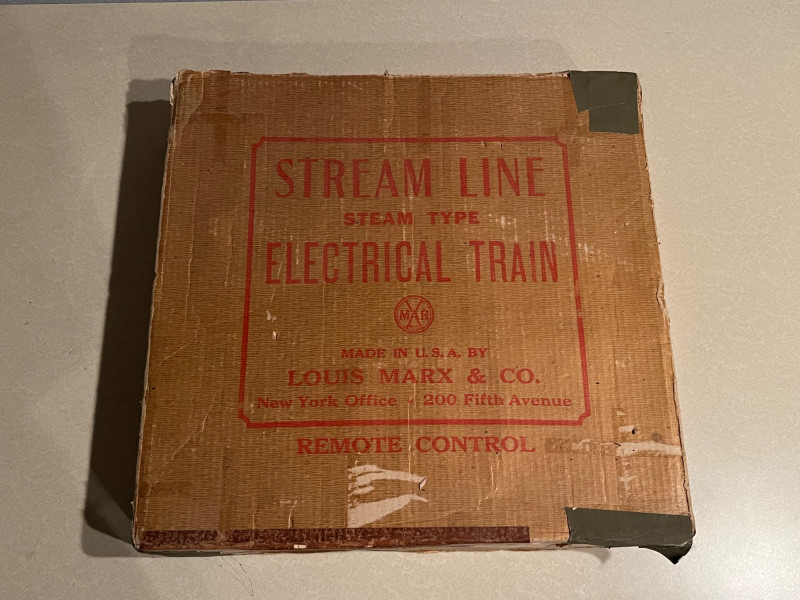 STREAM LINE
STEAM TYPE
ELECTRICAL TRAIN
MAR
MADE IN U.S.A. BY
LOUIS MARX & CO.
New York Office • 200 Fifth Avenue
REMOTE CONTROL